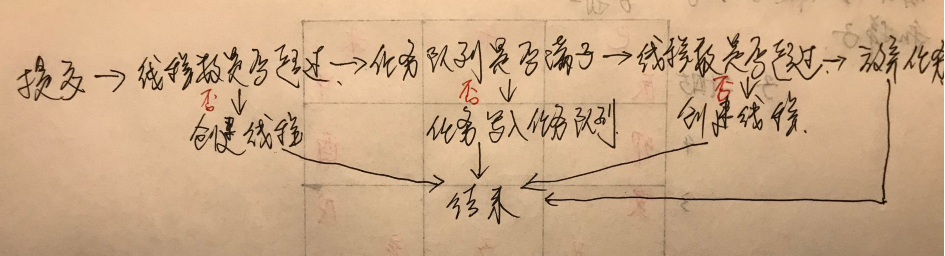 提交→线程数是否超过→任务队列是否满了→线程数是否超过→放弃任务
否↓ 否↓ 否↓
创建线程 任务写入任务队列 创建线程
↓
结束